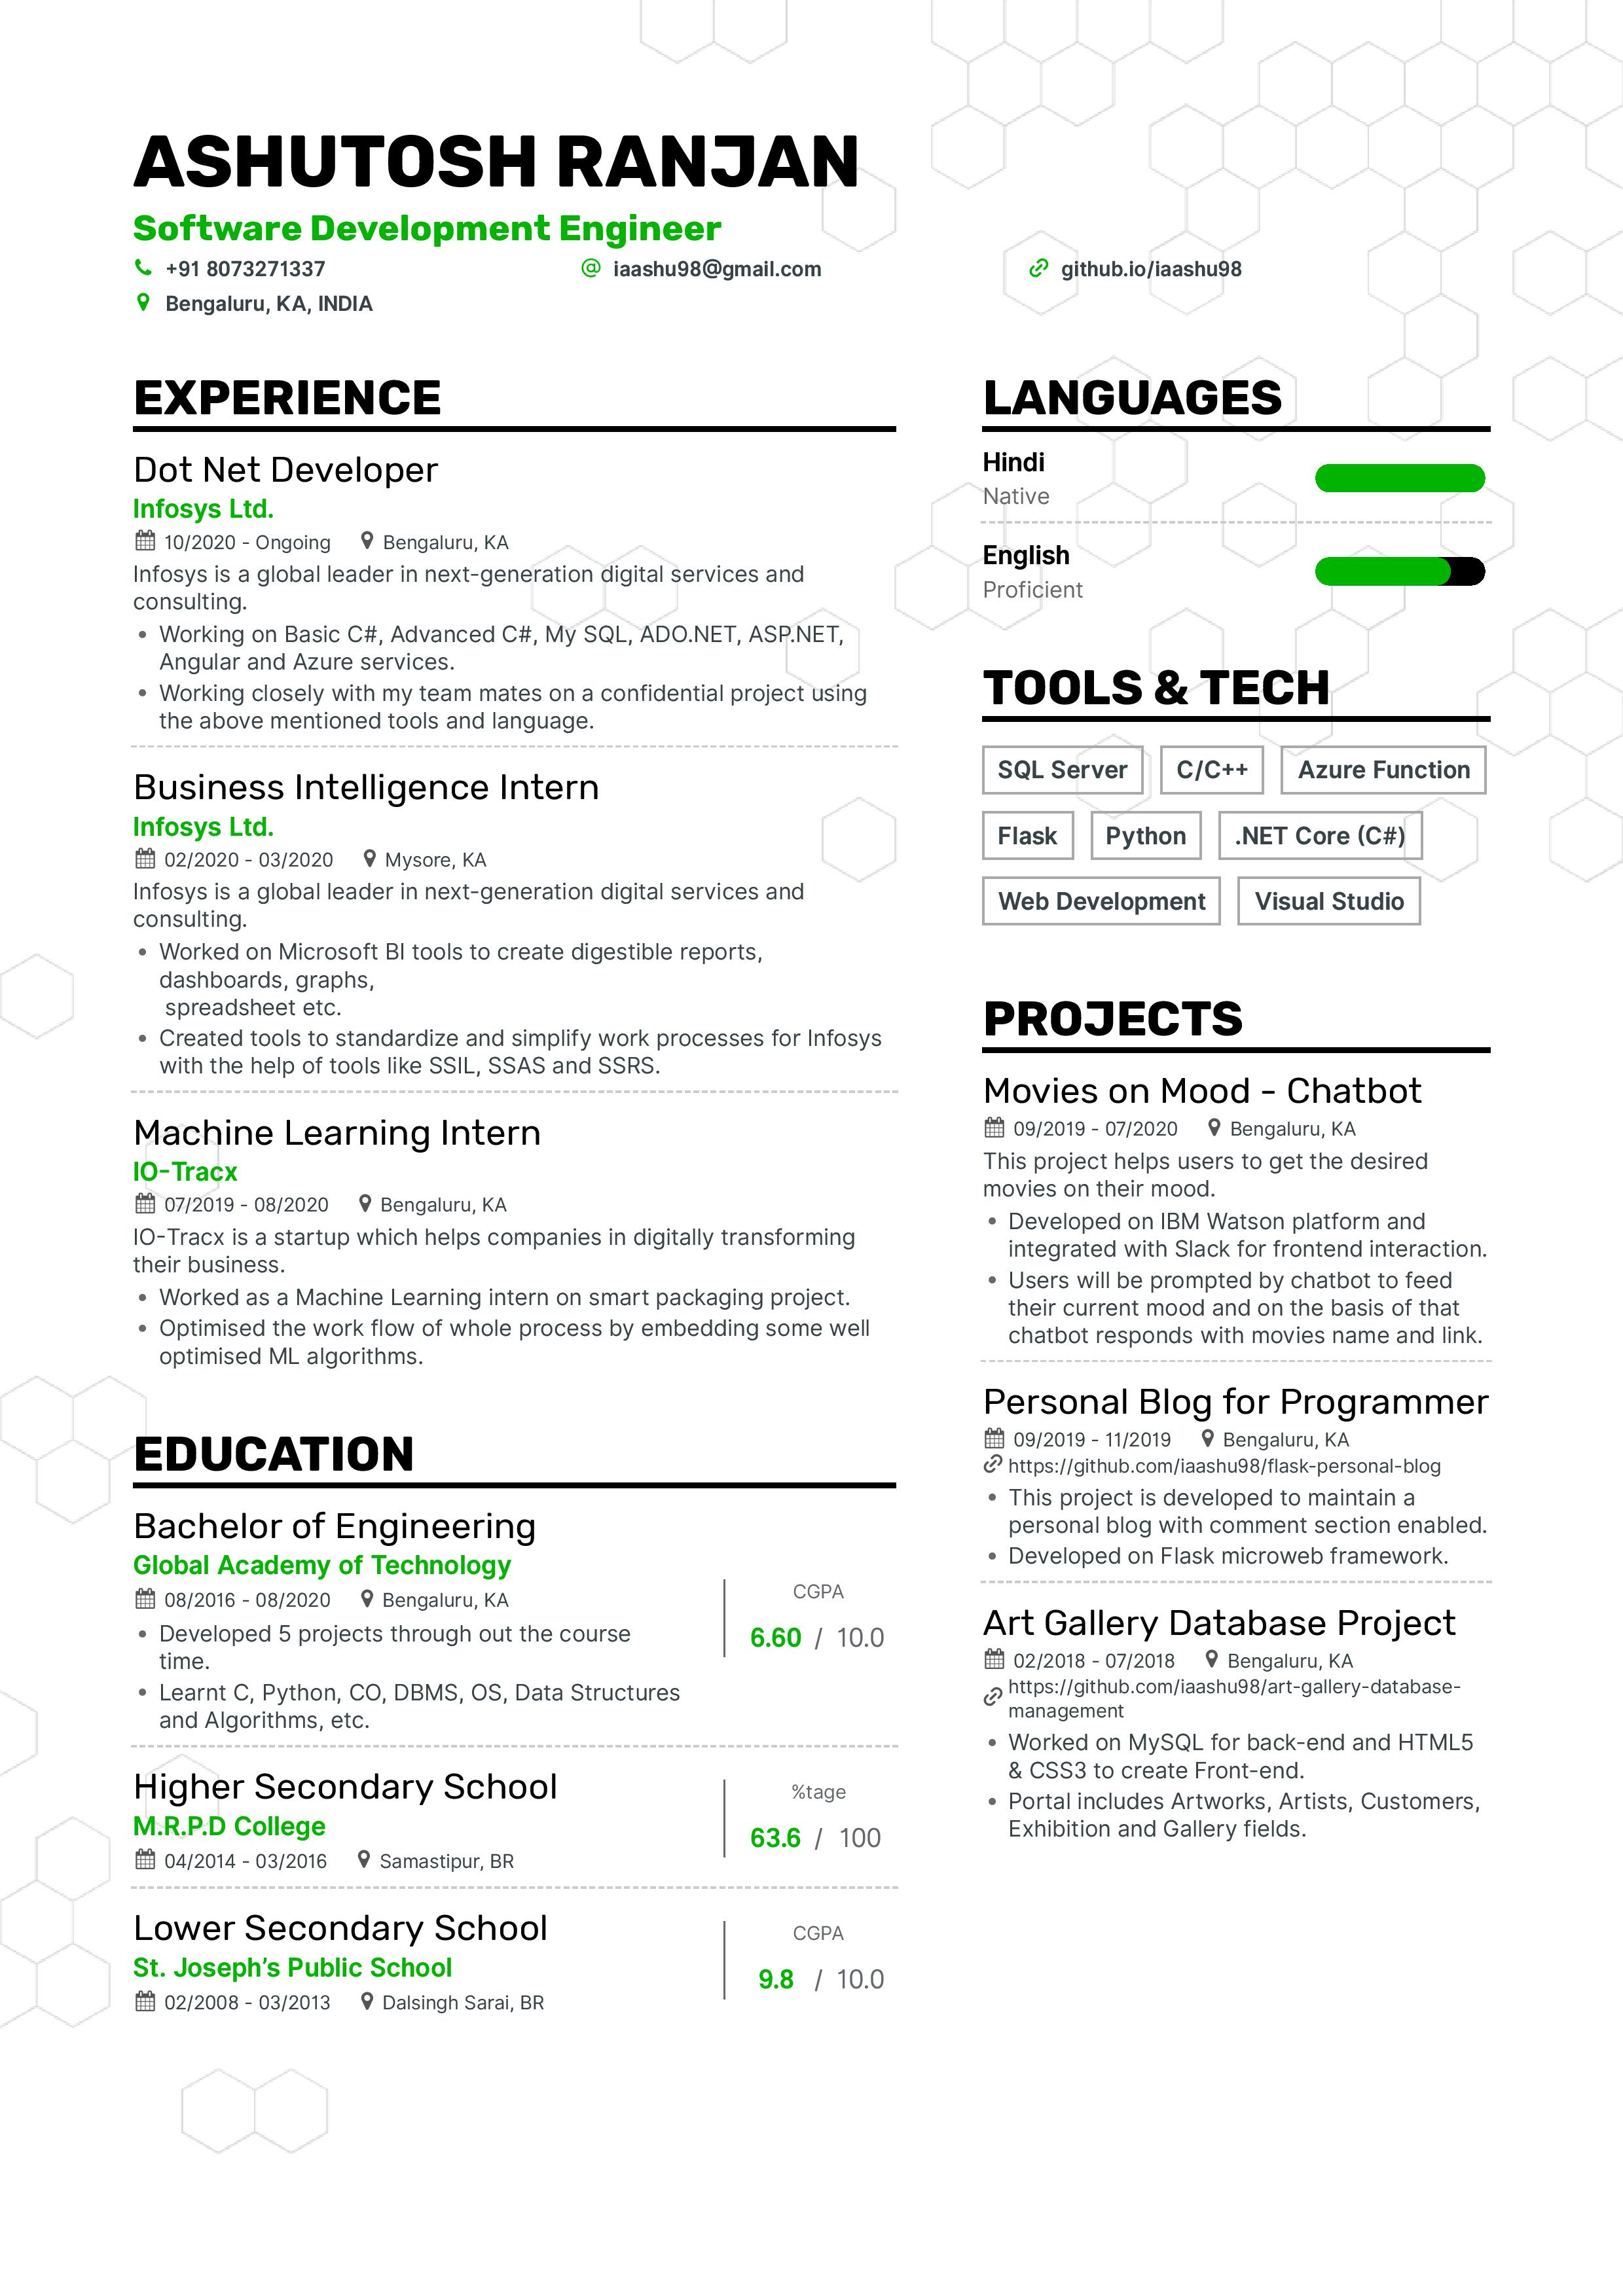 ASHUTOSH RANJAN
Software Development Engineer
+91 8073271337
iaashu98@gmail.com
github.io/iaashu98
Bengaluru, KA, INDIA
EXPERIENCE
Dot Net Developer
Infosys Ltd.
10/2020 - Ongoing Bengaluru, KA
Infosys is a global leader in next-generation digital services and
consulting.
• Working on Basic C#, Advanced C#, My SQL, ADO.NET, ASP.NET,
Angular and Azure services.
• Working closely with my team mates on a confidential project using
the above mentioned tools and language.
Business Intelligence Intern
Infosys Ltd.
02/2020 - 03/2020 Mysore, KA
Infosys is a global leader in next-generation digital services and
consulting.
• Worked on Microsoft BI tools to create digestible reports,
dashboards, graphs,
spreadsheet etc.
• Created tools to standardize and simplify work processes for Infosys
with the help of tools like SSIL, SSAS and SSRS.
Machine Learning Intern
IO-Tracx
07/2019 - 08/2020 Bengaluru, KA
IO-Tracx is a startup which helps companies in digitally transforming
their business.
• Worked as a Machine Learning intern on smart packaging project.
• Optimised the work flow of whole process by embedding some well
optimised ML algorithms.
EDUCATION
Bachelor of Engineering
Global Academy of Technology
08/2016 - 08/2020 Bengaluru, KA
• Developed 5 projects through out the course
time.
• Learnt C, Python, CO, DBMS, OS, Data Structures
and Algorithms, etc.
CGPA
6.60 / 10.0
Higher Secondary School
M.R.P.D College
04/2014 - 03/2016 Samastipur, BR
%tage
63.6 / 100
Lower Secondary School
St. Joseph’s Public School
02/2008 - 03/2013 Dalsingh Sarai, BR
CGPA
9.8 / 10.0
LANGUAGES
Hindi
Native
English
Proficient
TOOLS & TECH
SQL Server C/C++ Azure Function
Flask Python .NET Core (C#)
Web Development Visual Studio
PROJECTS
Movies on Mood - Chatbot
09/2019 - 07/2020 Bengaluru, KA
This project helps users to get the desired
movies on their mood.
• Developed on IBM Watson platform and
integrated with Slack for frontend interaction.
• Users will be prompted by chatbot to feed
their current mood and on the basis of that
chatbot responds with movies name and link.
Personal Blog for Programmer
09/2019 - 11/2019 Bengaluru, KA
https://github.com/iaashu98/flask-personal-blog
• This project is developed to maintain a
personal blog with comment section enabled.
• Developed on Flask microweb framework.
Art Gallery Database Project
02/2018 - 07/2018 Bengaluru, KA
https://github.com/iaashu98/art-gallery-database-
management
• Worked on MySQL for back-end and HTML5
& CSS3 to create Front-end.
• Portal includes Artworks, Artists, Customers,
Exhibition and Gallery fields.